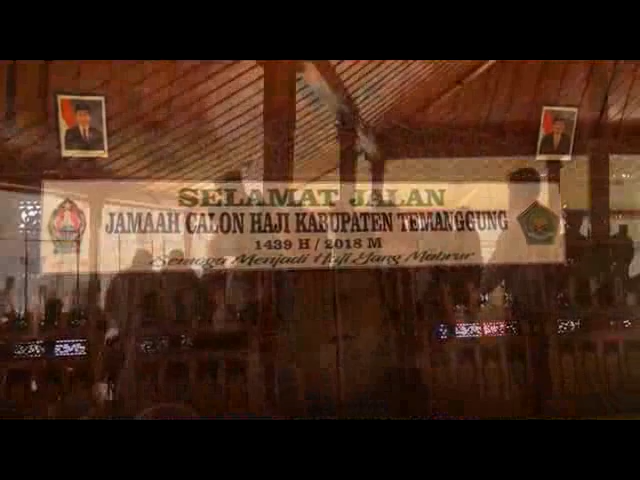 SELAMAT JALAN
JAMAAH CALON HAJI KABUPATEN TEMANGGUNG
1439 H / 2018 M
Semoga Menjadi Haji Yang Mabrur